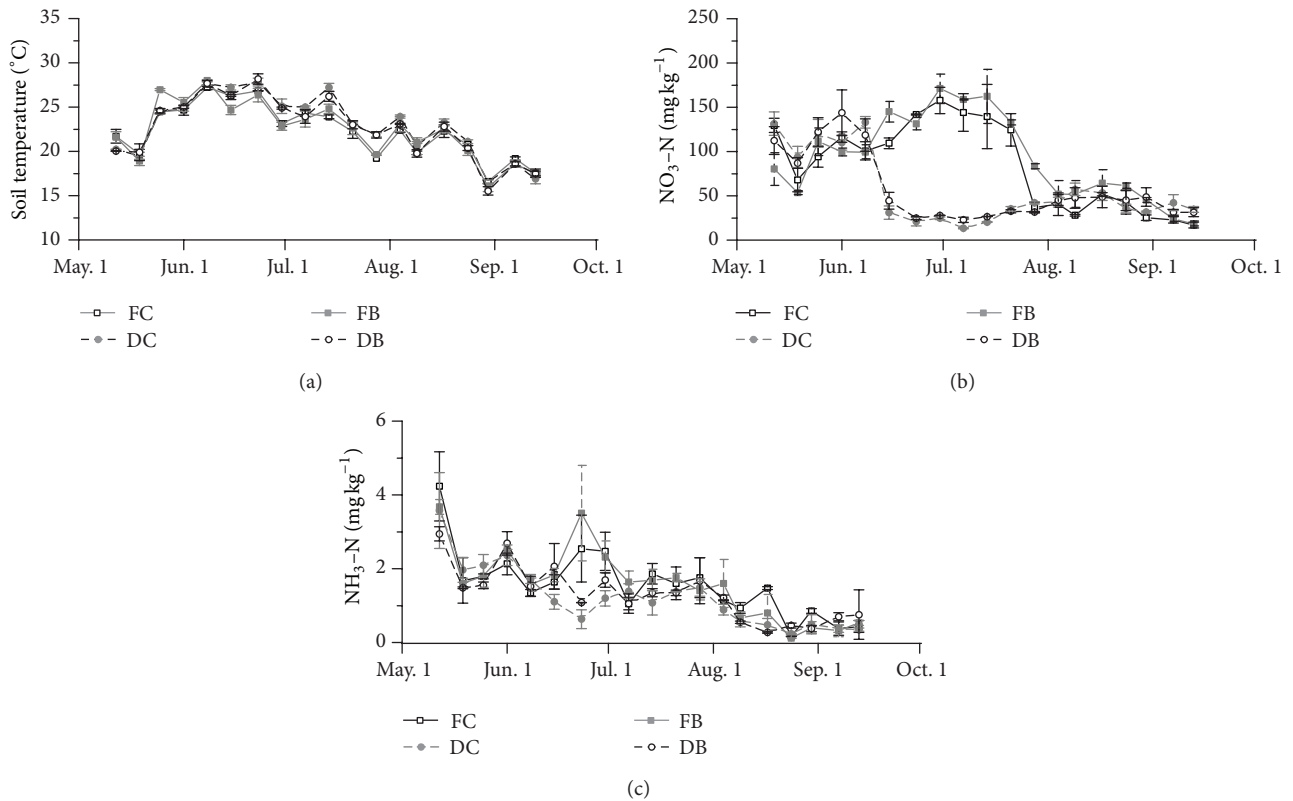 35
30
25
20
15
10
Soil temperature (°C)
May. 1 Jun. 1 Jul. 1 Aug. 1 Sep. 1 Oct. 1
FC FB
DC DB
(a)
250
200
150
100
50
0
NO₃–N (mg kg⁻¹)
May. 1 Jun. 1 Jul. 1 Aug. 1 Sep. 1 Oct. 1
FC FB
DC DB
(b)
6
4
2
0
NH₃–N (mg kg⁻¹)
May. 1 Jun. 1 Jul. 1 Aug. 1 Sep. 1 Oct. 1
FC FB
DC DB
(c)